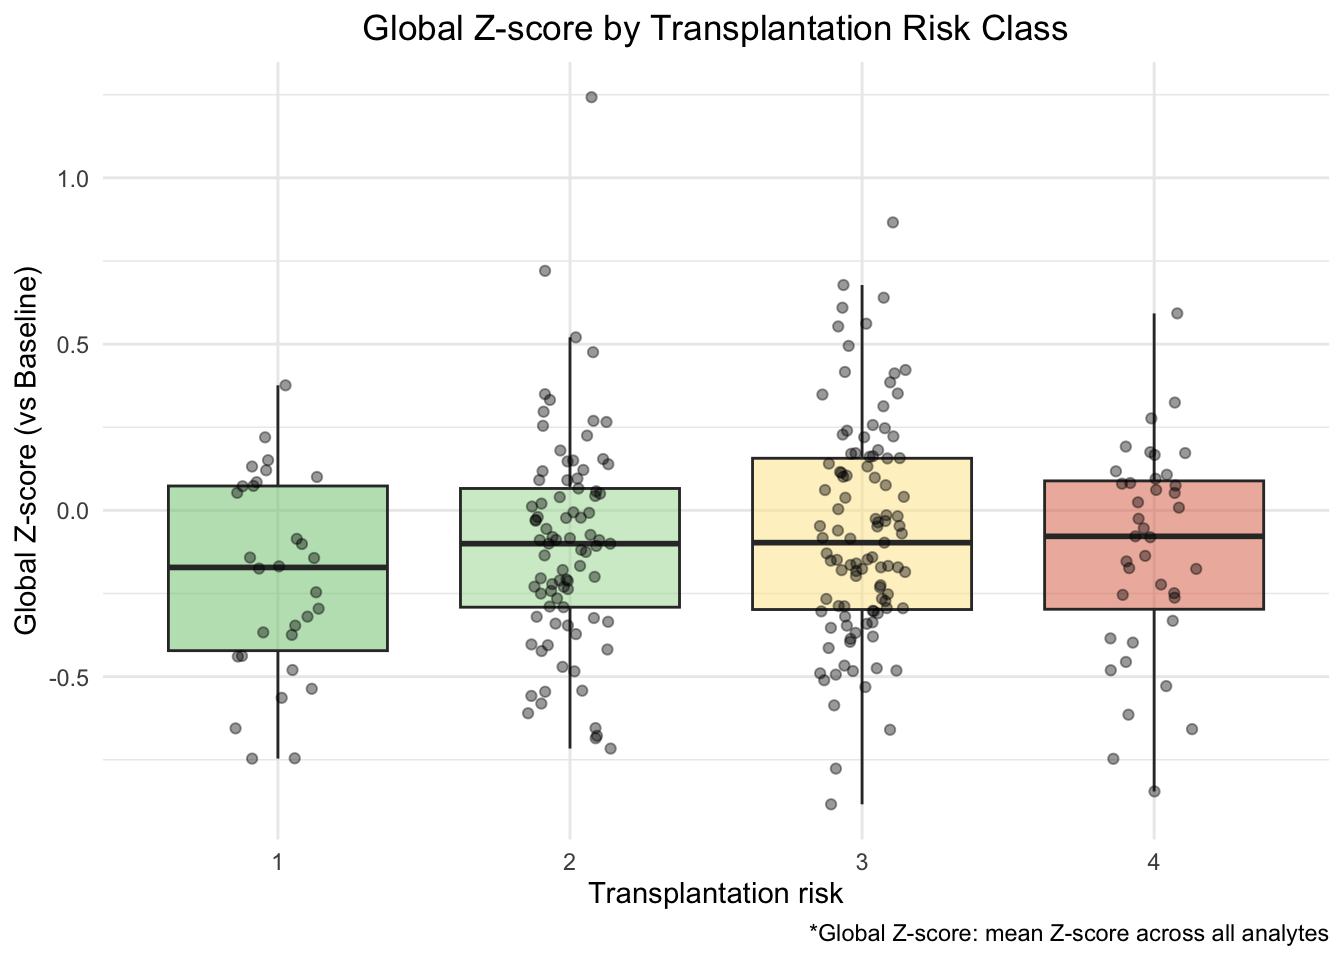 Global Z-score by Transplantation Risk Class
Global Z-score (vs Baseline)
1.0
0.5
0.0
-0.5
1 2 3 4
Transplantation risk
*Global Z-score: mean Z-score across all analytes